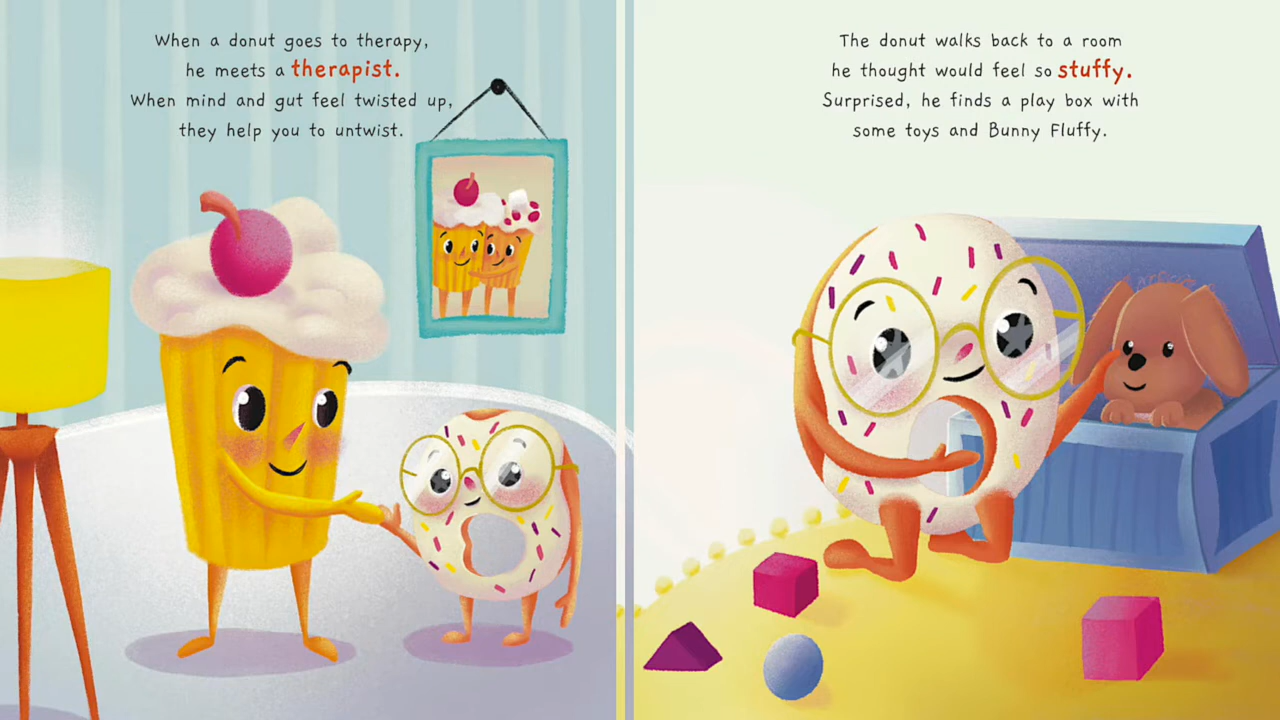 When a donut goes to therapy,
he meets a therapist.
When mind and gut feel twisted up,
they help you to untwist.
The donut walks back to a room
he thought would feel so stuffy.
Surprised, he finds a play box with
some toys and Bunny Fluffy.